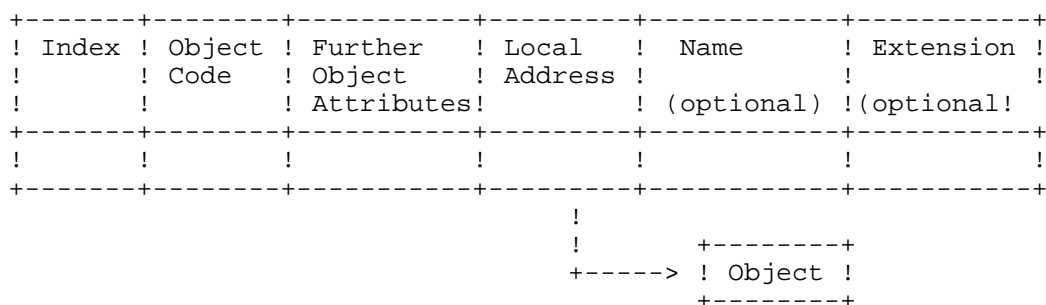 +-------+--------+-----------+---------+------------+-----------+
! Index ! Object ! Further   ! Local   !  Name      ! Extension !
!       ! Code   ! Object    ! Address !            !           !
!       !        ! Attributes!         ! (optional) !(optional!
+-------+--------+-----------+---------+------------+-----------+
!       !        !           !         !            !           !
+-------+--------+-----------+---------+------------+-----------+
                                   !
                                   !       +--------+
                                   +-----> ! Object !
                                           +--------+